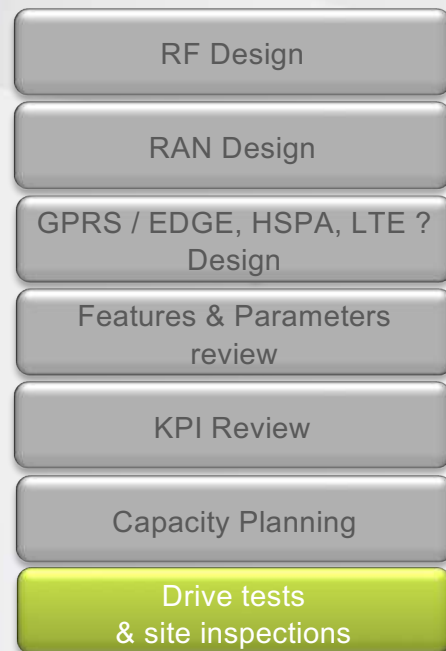 RF Design
RAN Design
GPRS / EDGE, HSPA, LTE ?
Design
Features & Parameters
review
KPI Review
Capacity Planning
Drive tests
& site inspections